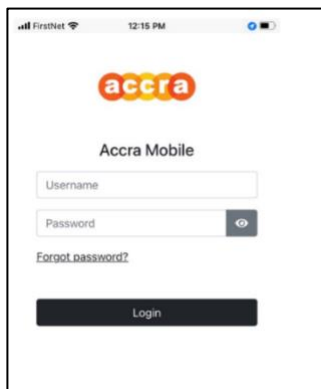 FirstNet 12:15 PM
accra
Accra Mobile
Username
Password
Forgot password?
Login